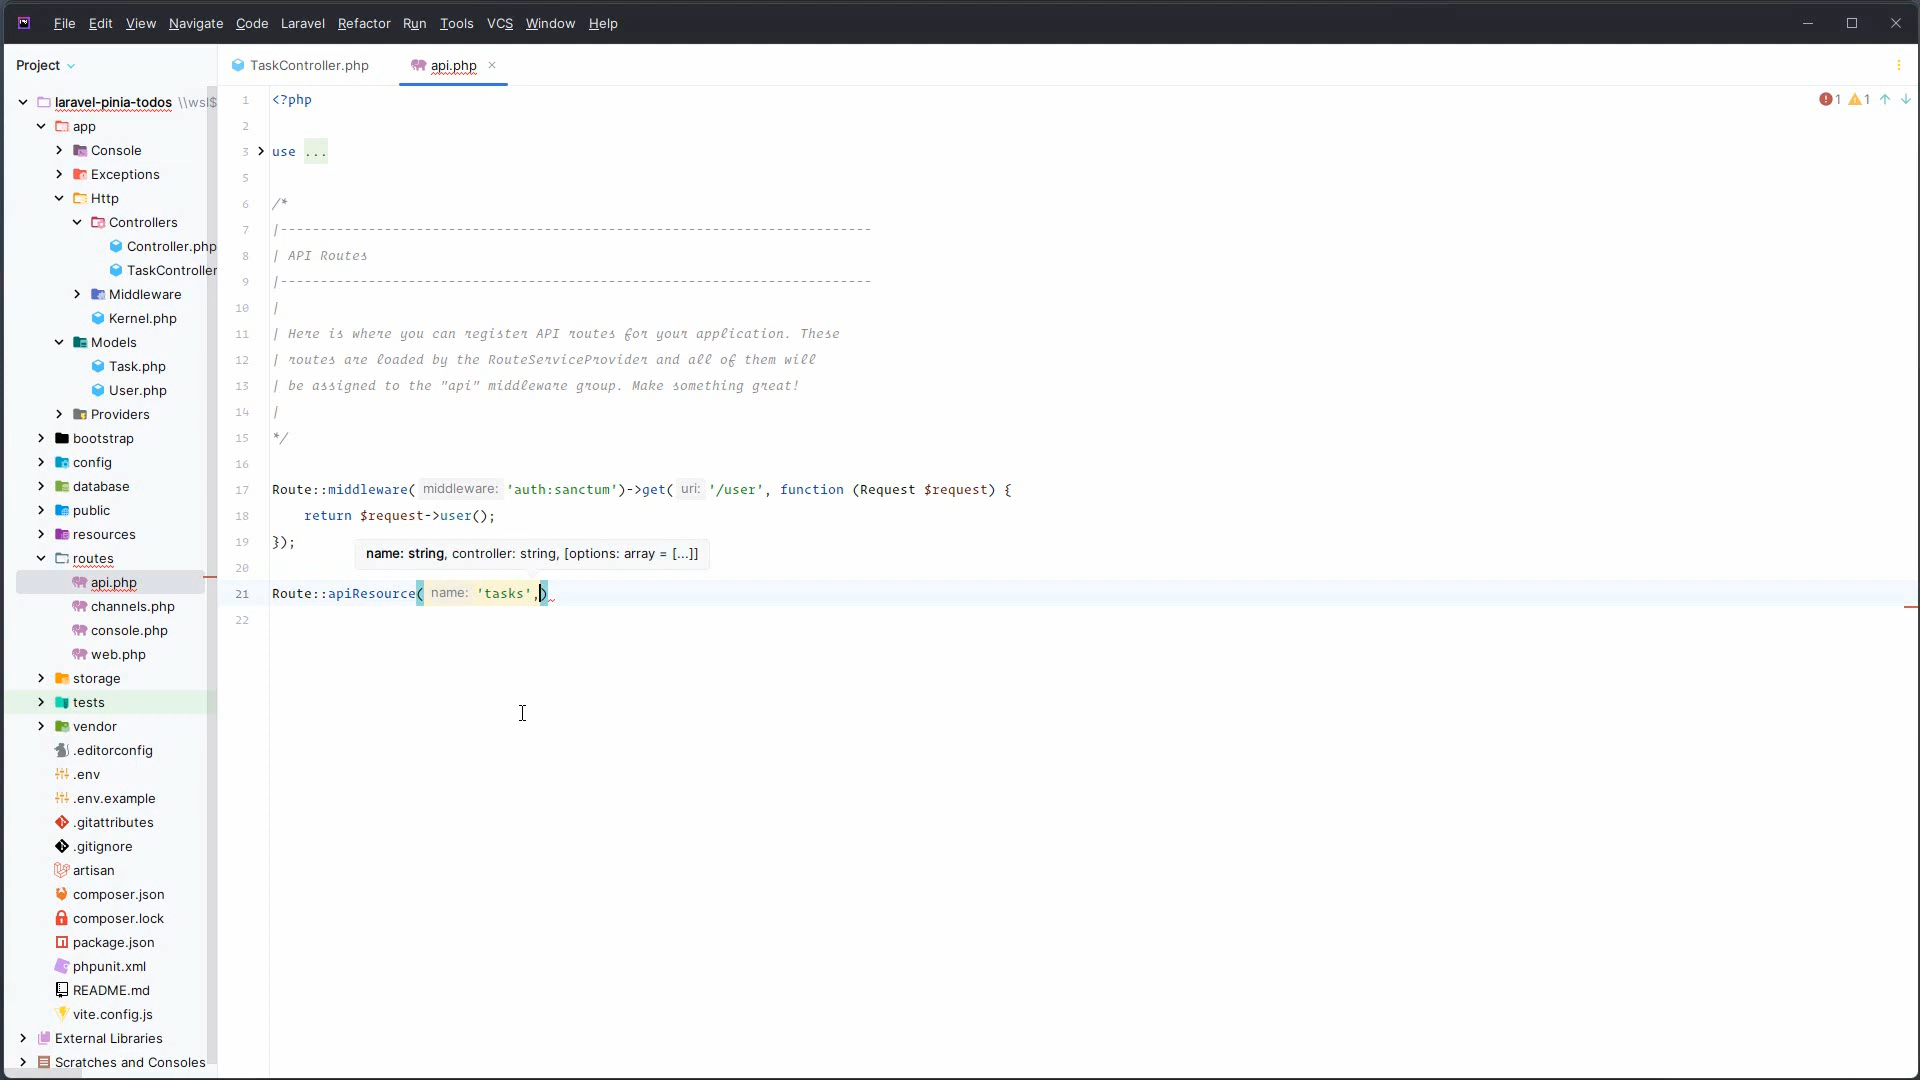 File Edit View Navigate Code Laravel Refactor Run Tools VCS Window Help
Project
TaskController.php
api.php
laravel-pinia-todos \\wsl$
app
Console
Exceptions
Http
Controllers
Controller.php
TaskController
Middleware
Kernel.php
Models
Task.php
User.php
Providers
bootstrap
config
database
public
resources
routes
api.php
channels.php
console.php
web.php
storage
tests
vendor
.editorconfig
.env
.env.example
.gitattributes
.gitignore
artisan
composer.json
composer.lock
package.json
phpunit.xml
README.md
vite.config.js
External Libraries
Scratches and Consoles
1 <?php
2
3 use ...
5
6 /*
7 |--------------------------------------------------------------------------
8 | API Routes
9 |--------------------------------------------------------------------------
10 |
11 | Here is where you can register API routes for your application. These
12 | routes are loaded by the RouteServiceProvider and all of them will
13 | be assigned to the "api" middleware group. Make something great!
14 |
15 */
16
17 Route::middleware( middleware: 'auth:sanctum')->get( uri: '/user', function (Request $request) {
18 return $request->user();
19 });
name: string, controller: string, [options: array = [...]]
20
21 Route::apiResource( name: 'tasks',)
22
1 1